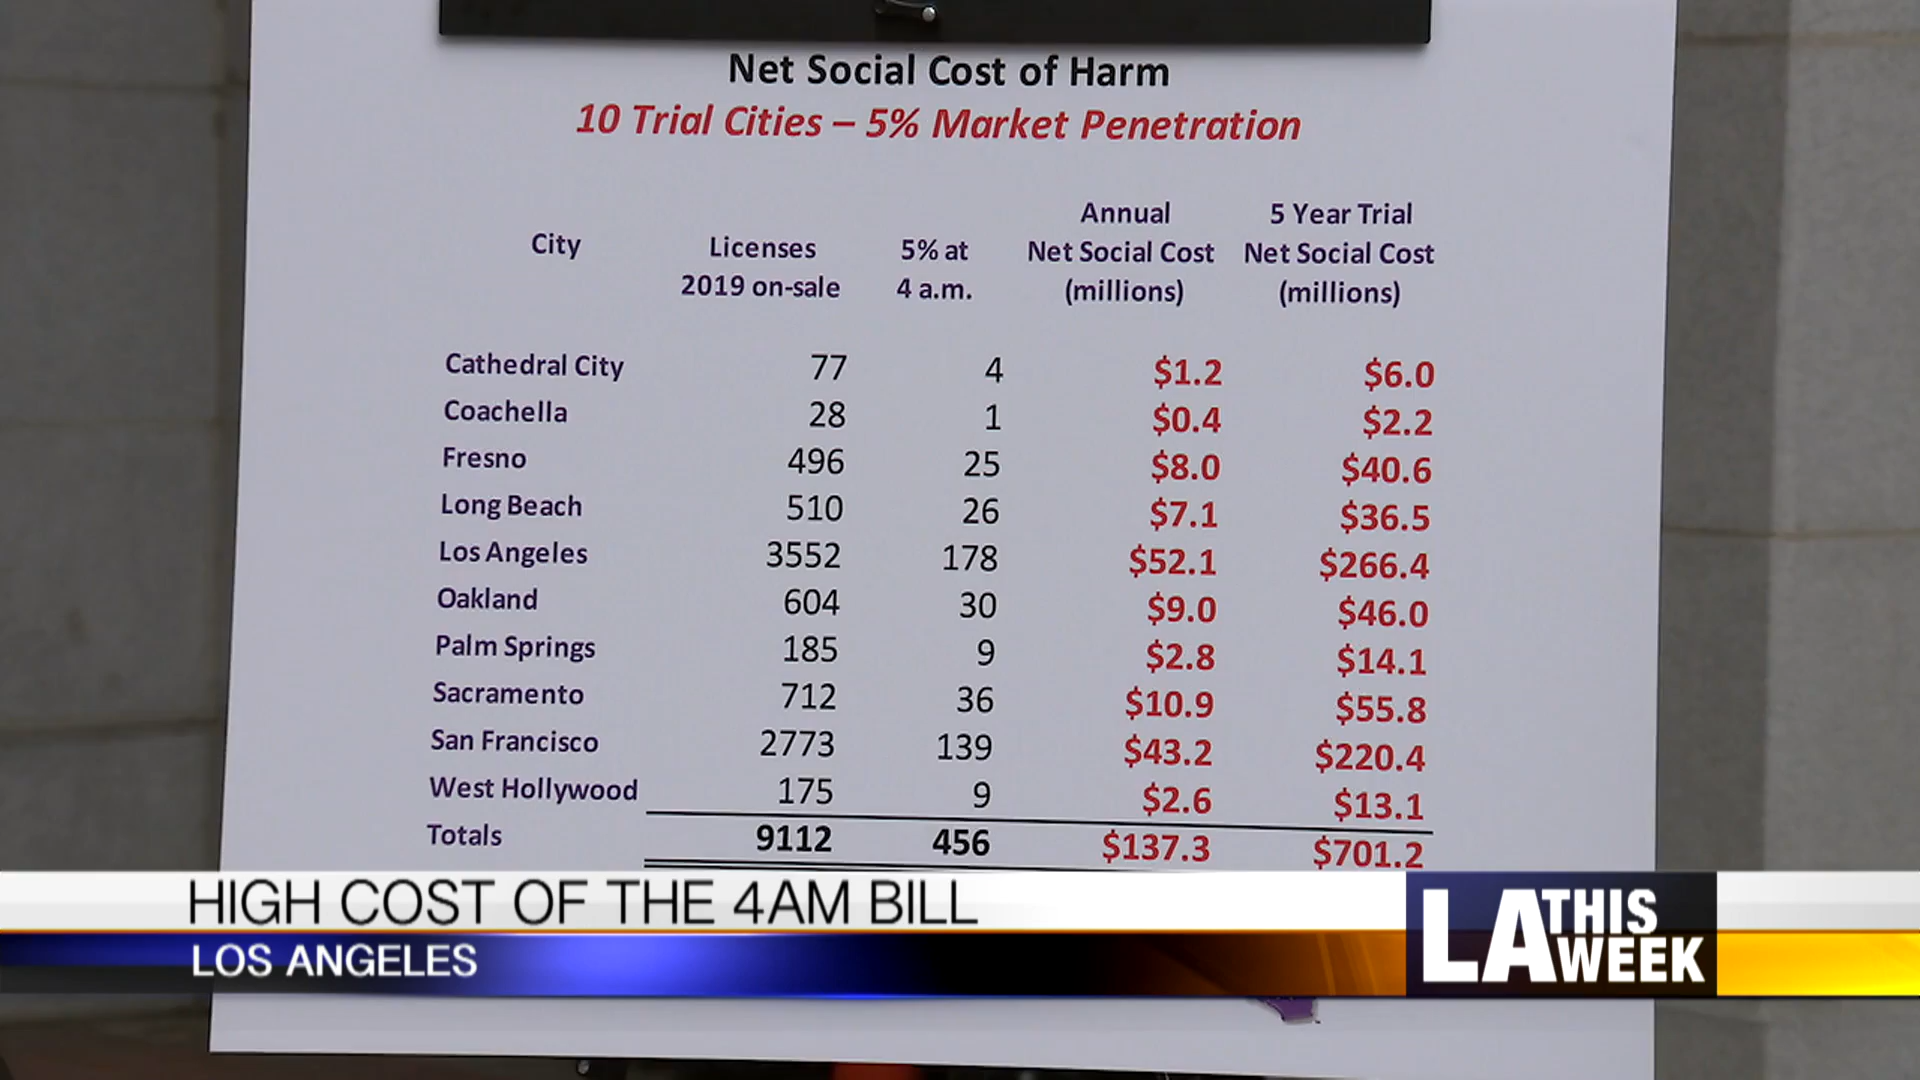 Net Social Cost of Harm
10 Trial Cities – 5% Market Penetration
City Licenses 2019 on-sale 5% at 4 a.m. Annual Net Social Cost (millions) 5 Year Trial Net Social Cost (millions)
Cathedral City 77 4 $1.2 $6.0
Coachella 28 1 $0.4 $2.2
Fresno 496 25 $8.0 $40.6
Long Beach 510 26 $7.1 $36.5
Los Angeles 3552 178 $52.1 $266.4
Oakland 604 30 $9.0 $46.0
Palm Springs 185 9 $2.8 $14.1
Sacramento 712 36 $10.9 $55.8
San Francisco 2773 139 $43.2 $220.4
West Hollywood 175 9 $2.6 $13.1
Totals 9112 456 $137.3 $701.2
HIGH COST OF THE 4AM BILL
LOS ANGELES
LA THIS WEEK